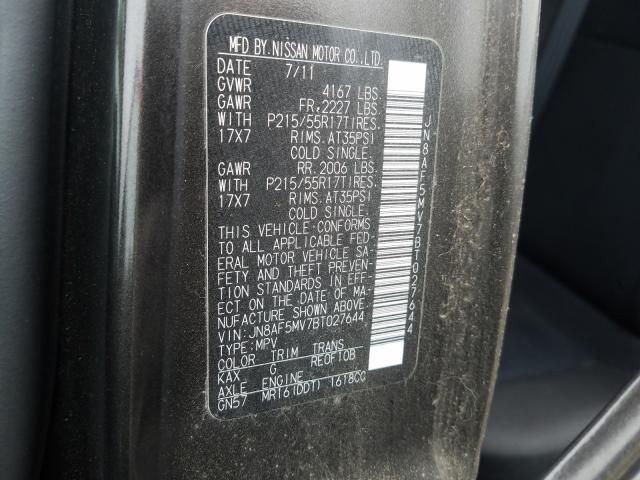 MFD BY.NISSAN MOTOR CO.,LTD.
DATE 7/11
GVWR 4167 LBS.
GAWR FR.2227 LBS.
WITH P215/55R17TIRES.
17X7 RIMS.AT35PSI
COLD SINGLE.
GAWR RR.2006 LBS.
WITH P215/55R17TIRES.
17X7 RIMS.AT35PSI
COLD SINGLE.
THIS VEHICLE CONFORMS
TO ALL APPLICABLE FED-
ERAL MOTOR VEHICLE SA-
FETY AND THEFT PREVEN-
TION STANDARDS IN EFF-
ECT ON THE DATE OF MA-
NUFACTURE SHOWN ABOVE.
VIN:JN8AF5MV7BT027644
TYPE:MPV
COLOR TRIM TRANS
KAX G RE0F10B
AXLE ENGINE
GN57 MR16(DDT) 1618CC
JN8AF5MV7BT027644